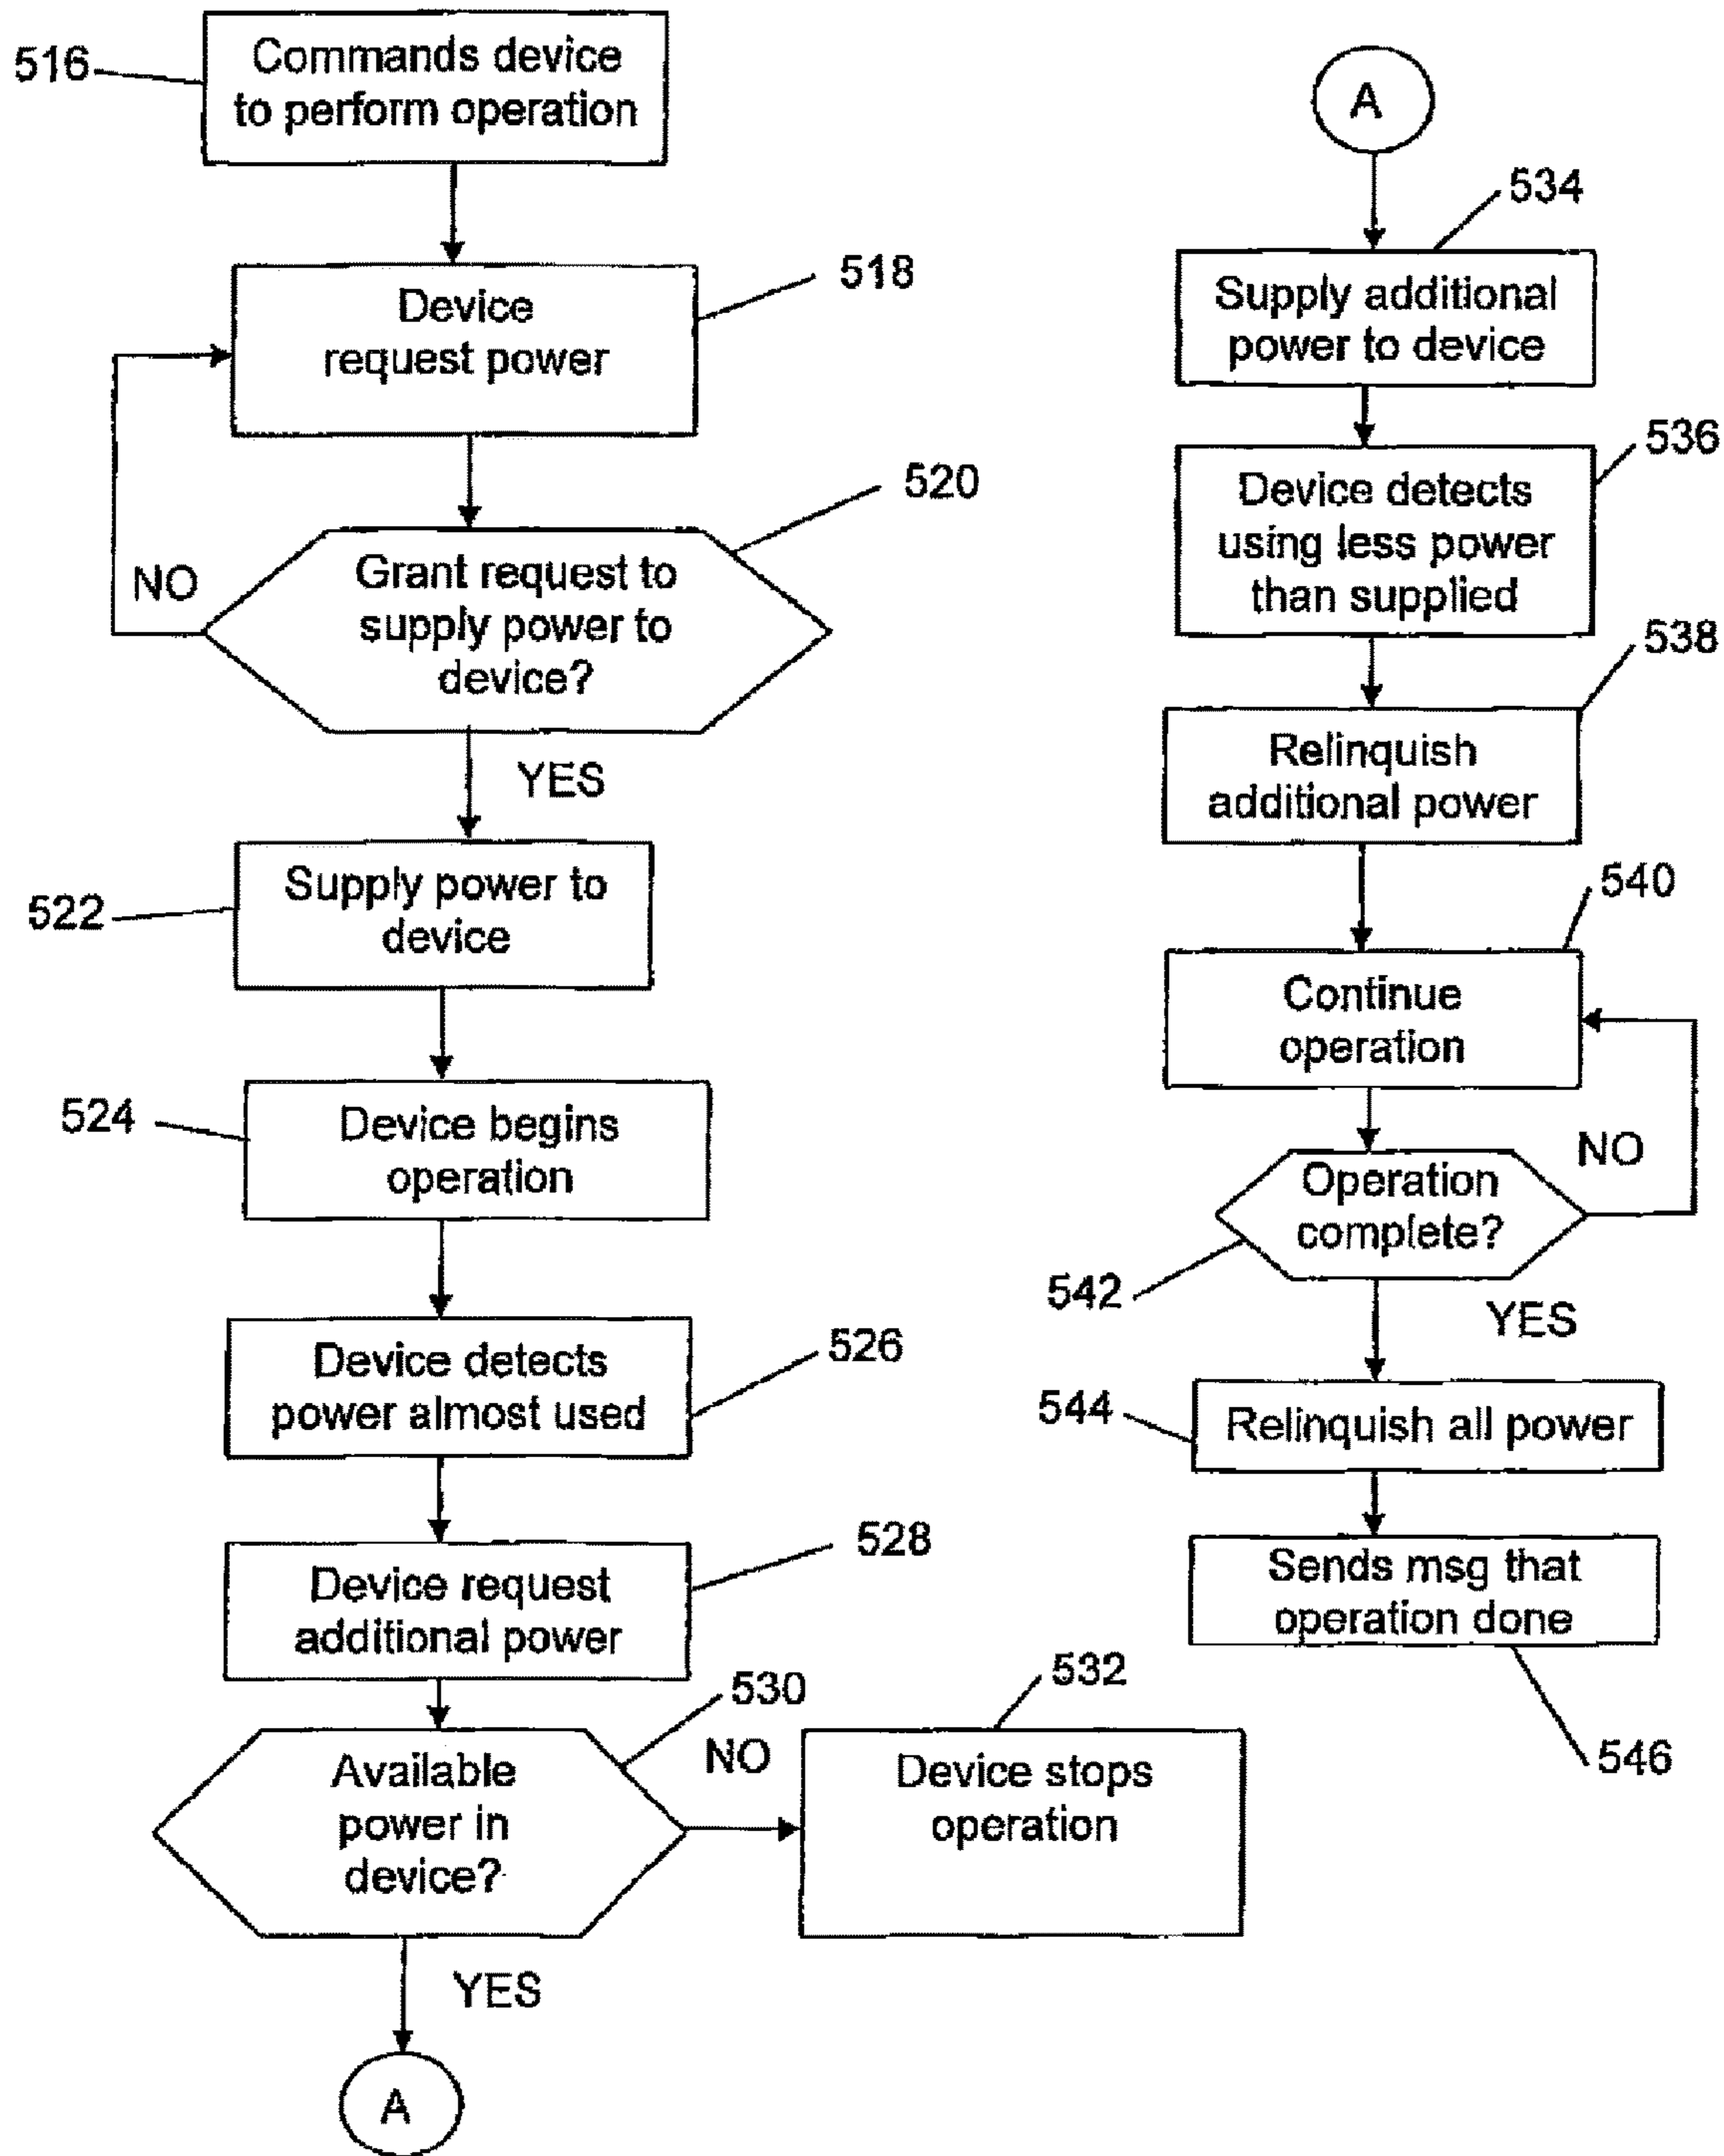 516
Commands device
to perform operation
518
Device
request power
520
NO
Grant request to
supply power to
device?
YES
522
Supply power to
device
524
Device begins
operation
Device detects
power almost used
526
Device request
additional power
528
530
Available
power in
device?
NO
532
Device stops
operation
YES
A
A
534
Supply additional
power to device
536
Device detects
using less power
than supplied
538
Relinquish
additional power
540
Continue
operation
NO
Operation
complete?
542
YES
544
Relinquish all power
Sends msg that
operation done
546